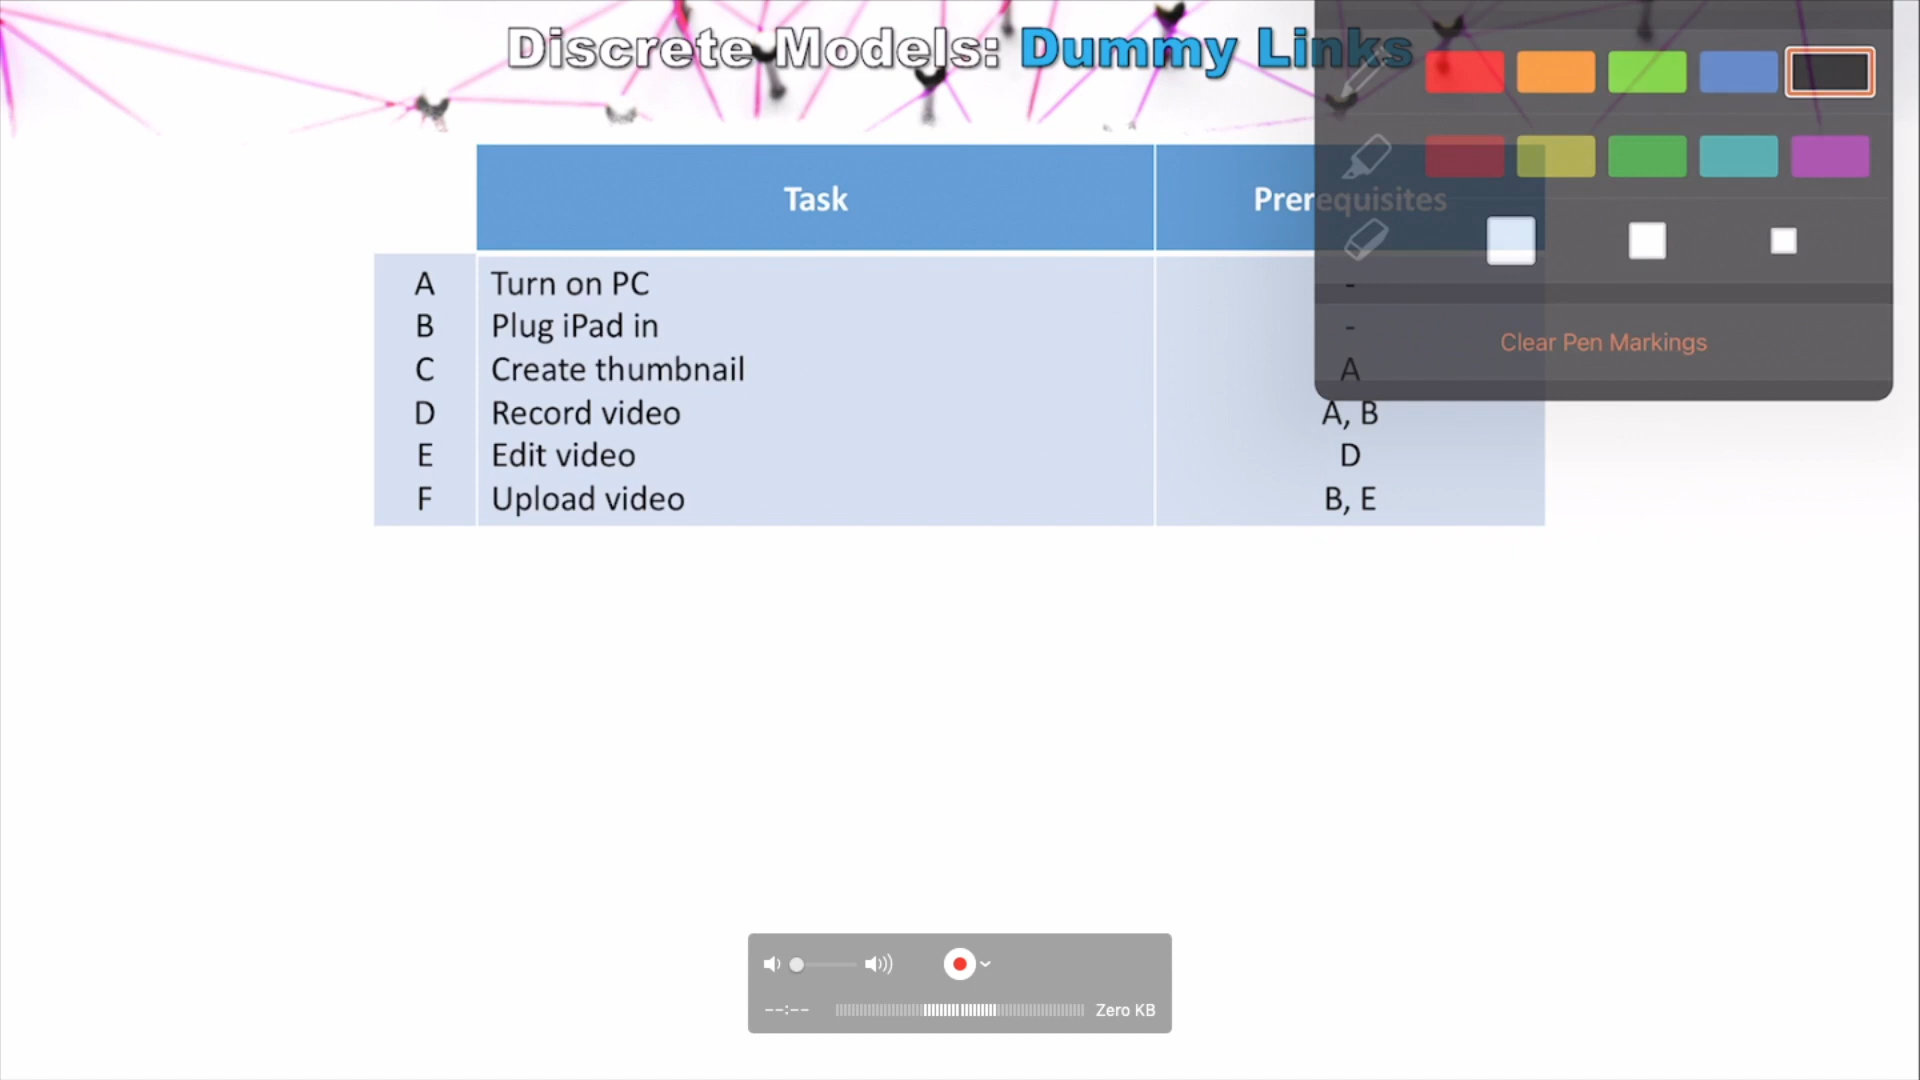 Discrete Models: Dummy Links
Task Prerequisites
A Turn on PC -
B Plug iPad in -
C Create thumbnail A
D Record video A, B
E Edit video D
F Upload video B, E
Clear Pen Markings
--:-- Zero KB